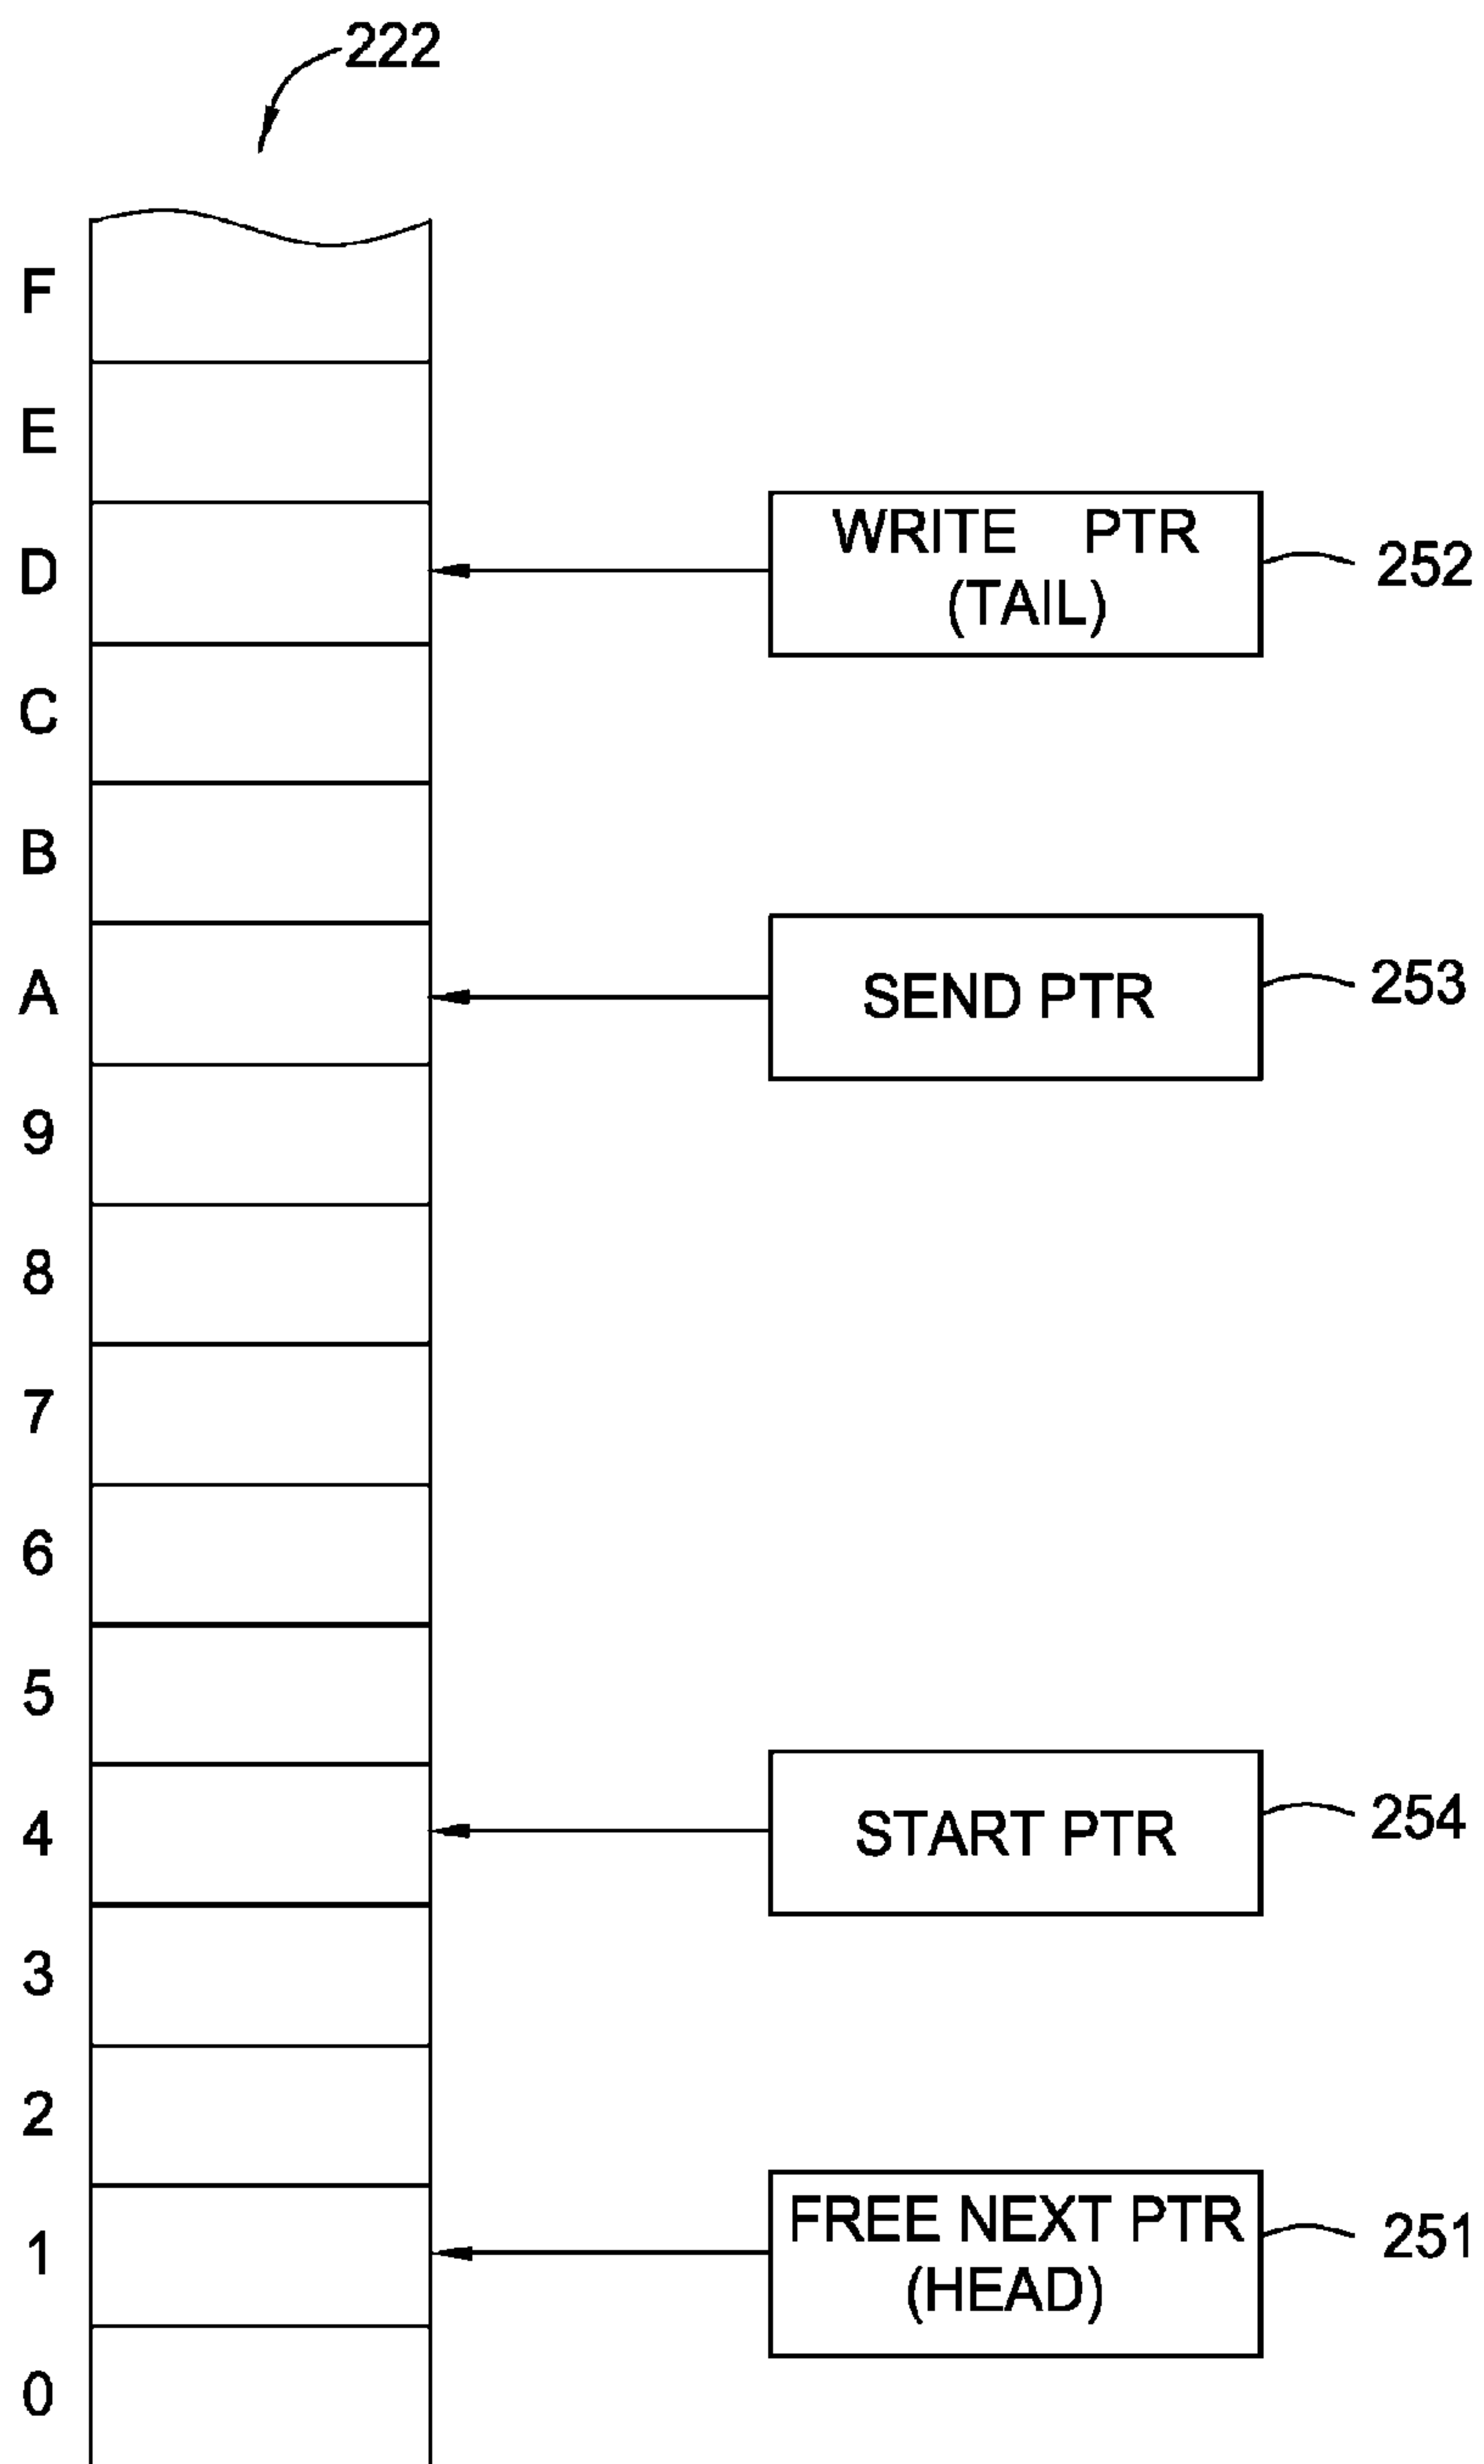 222
F
E
D
WRITE PTR
(TAIL)
252
C
B
A
SEND PTR
253
9
8
7
6
5
4
START PTR
254
3
2
1
FREE NEXT PTR
(HEAD)
251
0